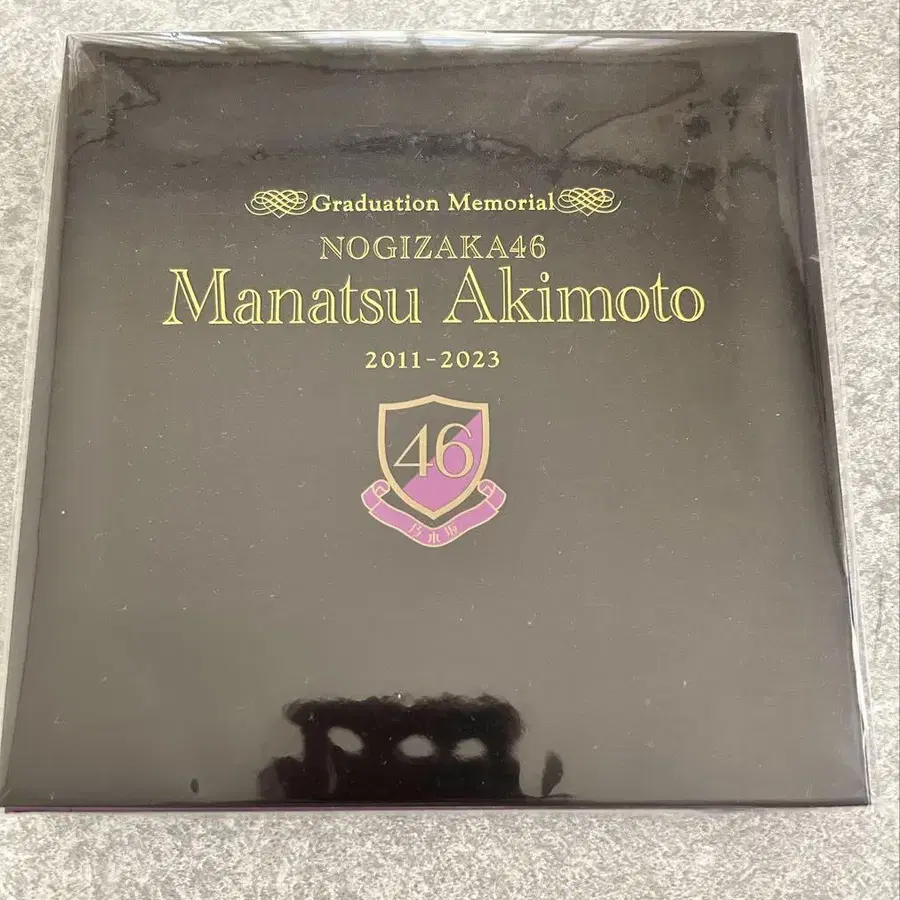 Graduation Memorial
NOGIZAKA46
Manatsu Akimoto
2011-2023
46
乃木坂